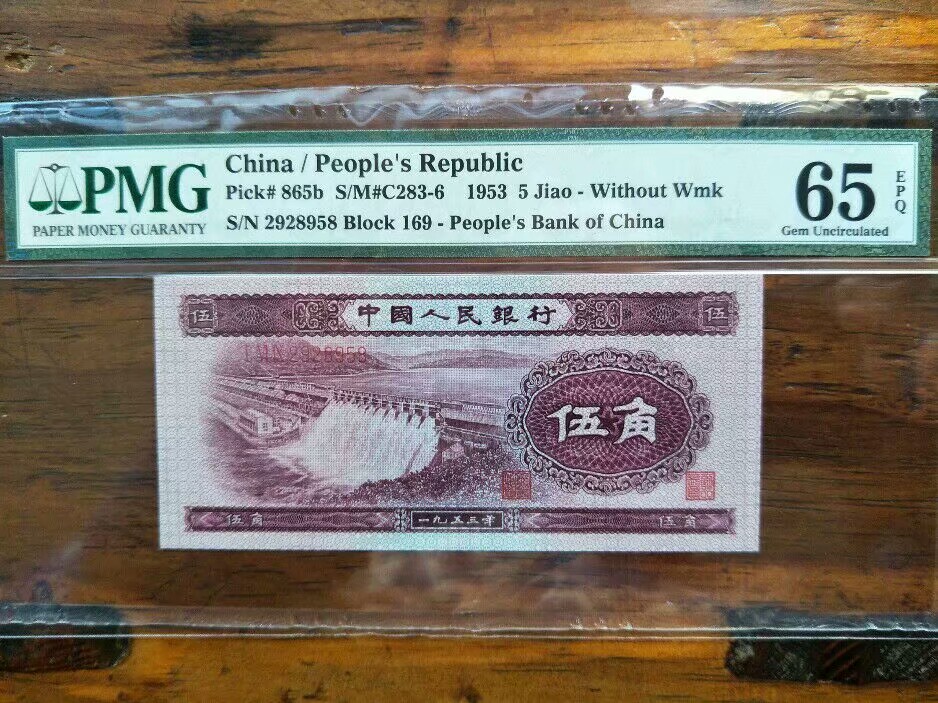 PMG
PAPER MONEY GUARANTY
China / People's Republic
Pick# 865b S/M#C283-6 1953 5 Jiao - Without Wmk
S/N 2928958 Block 169 - People's Bank of China
65
EPQ
Gem Uncirculated
伍 中國人民銀行 伍
2928958
伍角
伍角 一九五三年 伍角